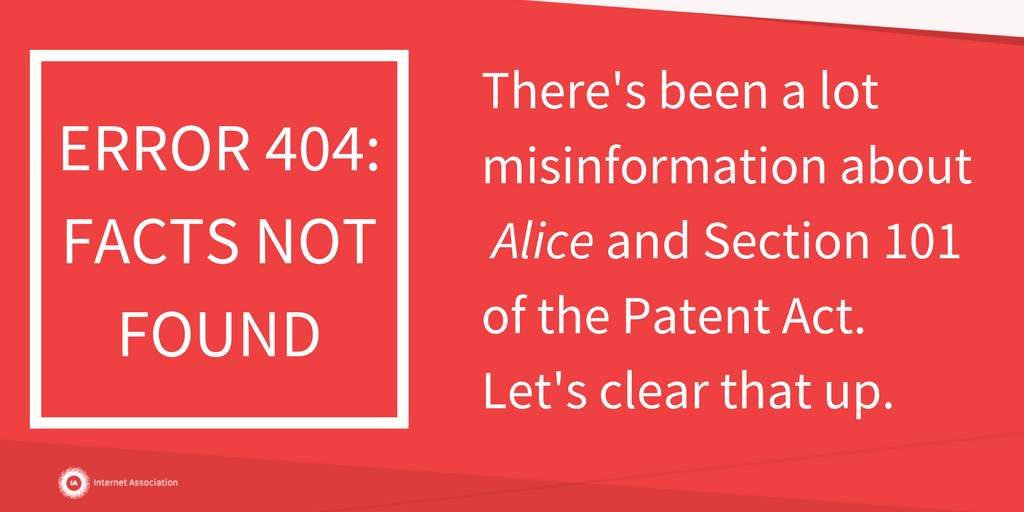 ERROR 404:
FACTS NOT
FOUND
There's been a lot
misinformation about
Alice and Section 101
of the Patent Act.
Let's clear that up.
IA
Internet Association